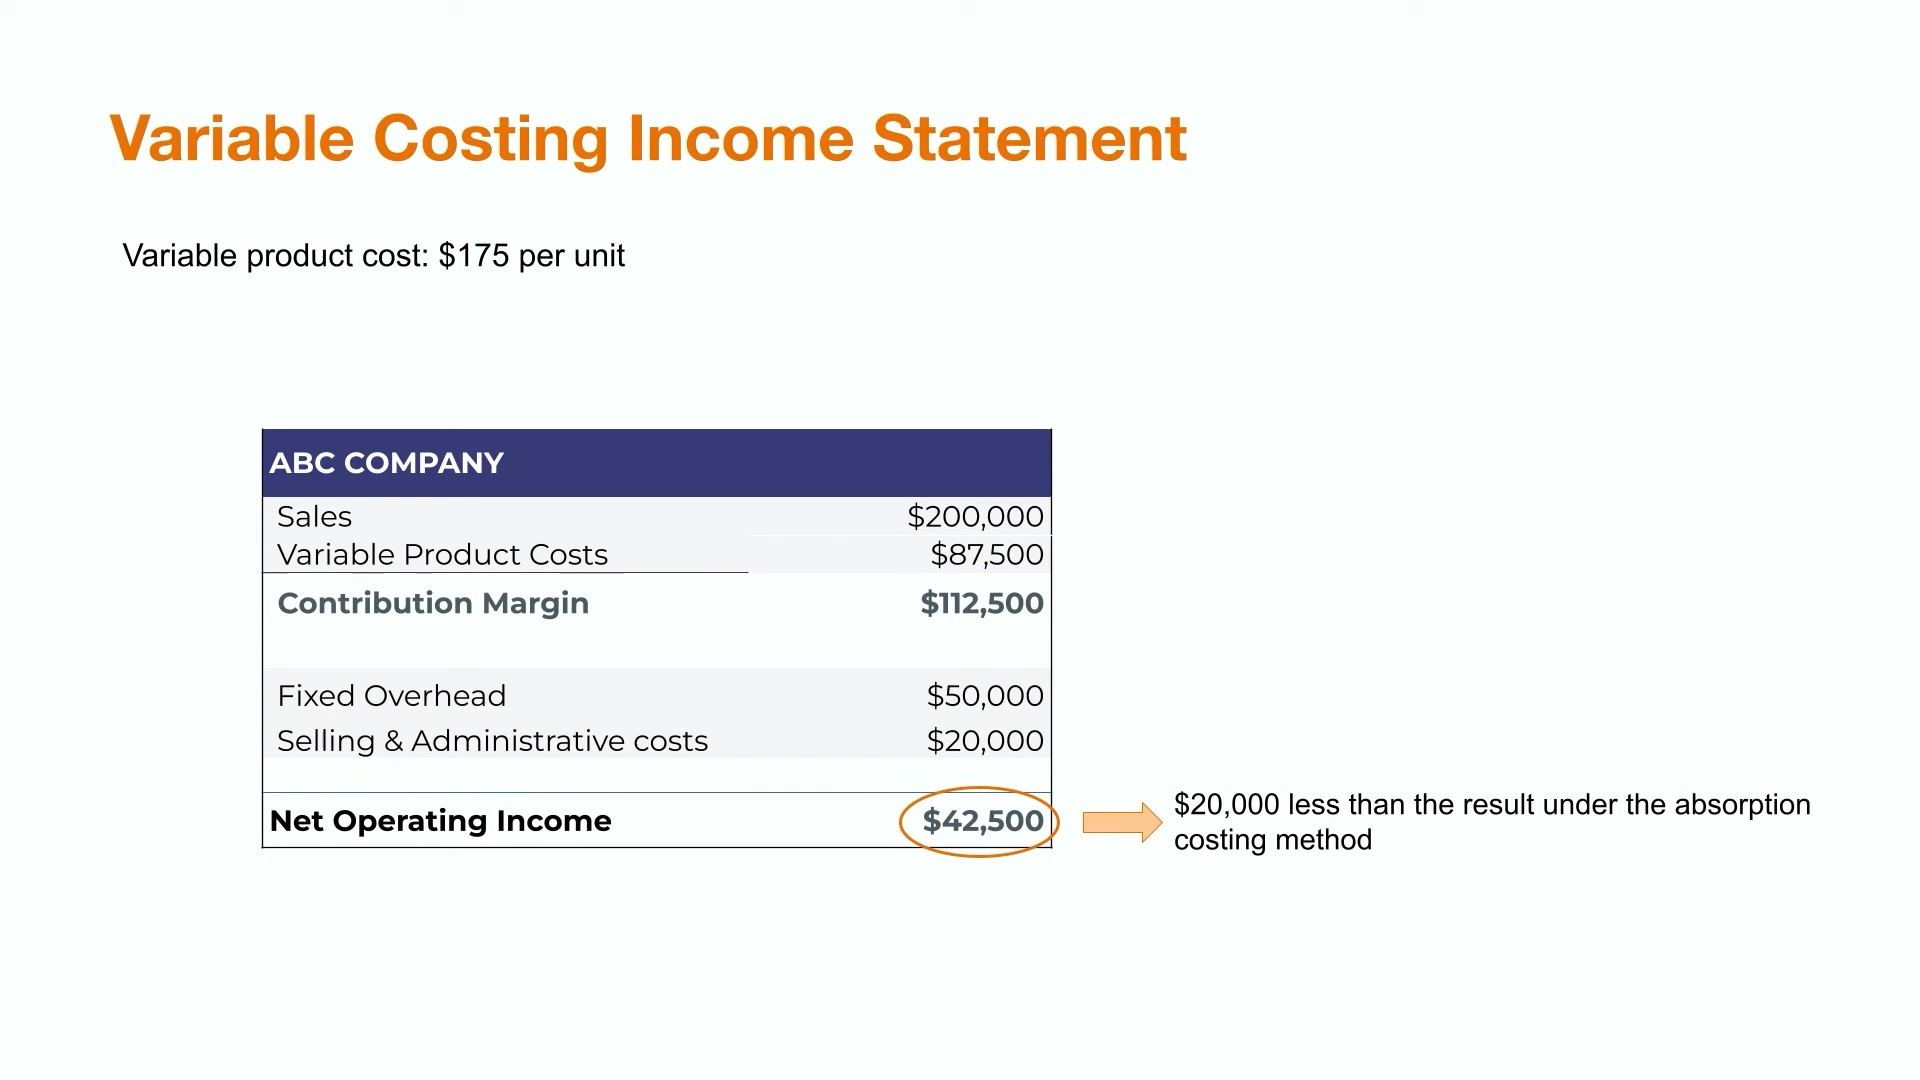 Variable Costing Income Statement
Variable product cost: $175 per unit
ABC COMPANY
Sales $200,000
Variable Product Costs $87,500
Contribution Margin $112,500
Fixed Overhead $50,000
Selling & Administrative costs $20,000
Net Operating Income $42,500
$20,000 less than the result under the absorption
costing method